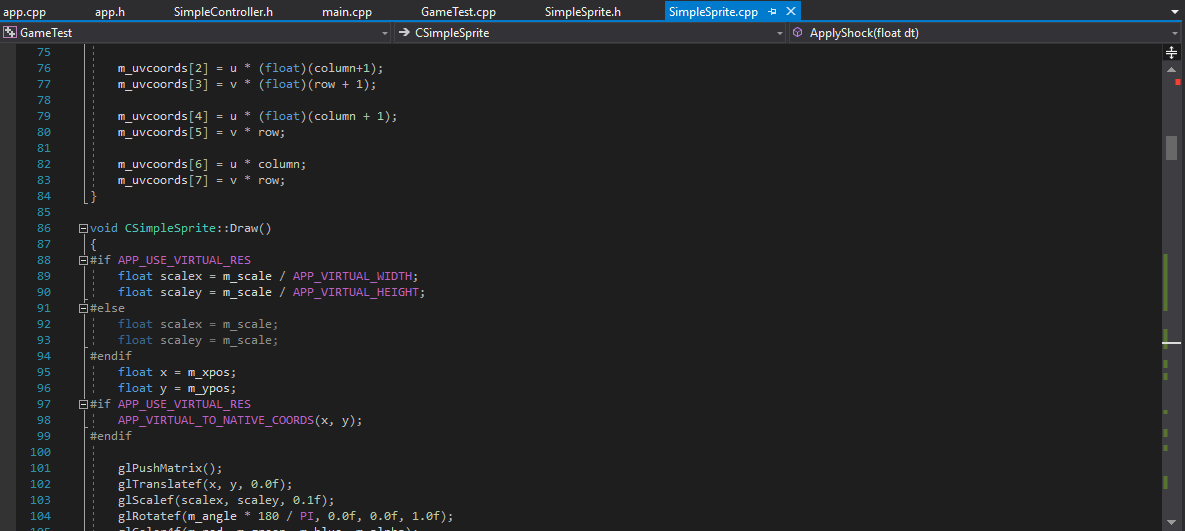 app.cpp app.h SimpleController.h main.cpp GameTest.cpp SimpleSprite.h SimpleSprite.cpp
GameTest CSimpleSprite ApplyShock(float dt)
75
76 m_uvcoords[2] = u * (float)(column+1);
77 m_uvcoords[3] = v * (float)(row + 1);
78
79 m_uvcoords[4] = u * (float)(column + 1);
80 m_uvcoords[5] = v * row;
81
82 m_uvcoords[6] = u * column;
83 m_uvcoords[7] = v * row;
84 }
85
86 void CSimpleSprite::Draw()
87 {
88 #if APP_USE_VIRTUAL_RES
89 float scalex = m_scale / APP_VIRTUAL_WIDTH;
90 float scaley = m_scale / APP_VIRTUAL_HEIGHT;
91 #else
92 float scalex = m_scale;
93 float scaley = m_scale;
94 #endif
95 float x = m_xpos;
96 float y = m_ypos;
97 #if APP_USE_VIRTUAL_RES
98 APP_VIRTUAL_TO_NATIVE_COORDS(x, y);
99 #endif
100
101 glPushMatrix();
102 glTranslatef(x, y, 0.0f);
103 glScalef(scalex, scaley, 0.1f);
104 glRotatef(m_angle * 180 / PI, 0.0f, 0.0f, 1.0f);